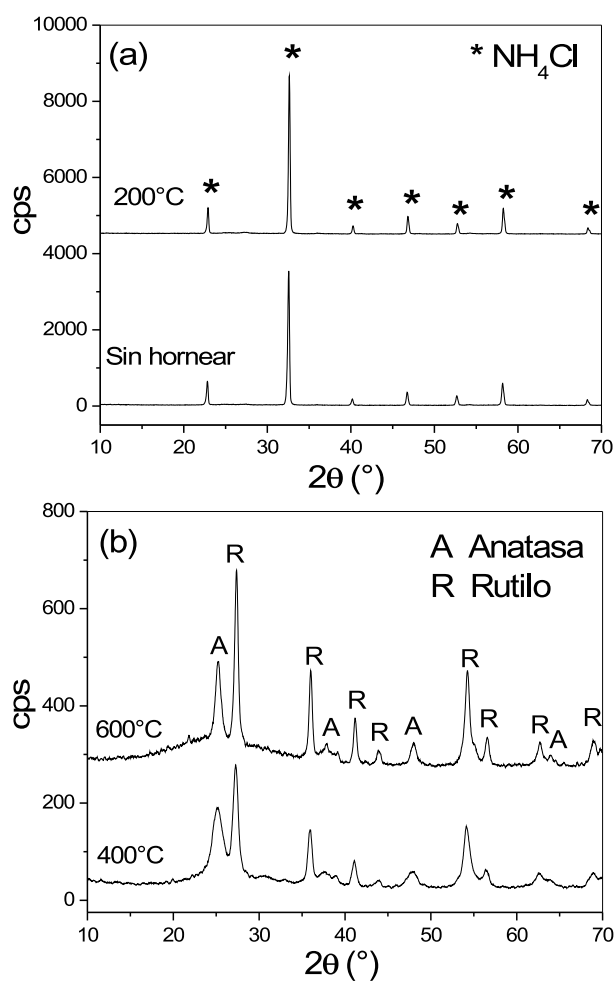 10000
(a)
*
* NH₄Cl
8000
6000
200°C
* * * * * *
cps
4000
2000
Sin hornear
0
10 20 30 40 50 60 70
2θ (°)
800
(b)
A Anatasa
R Rutilo
R
600
A
R
R
400
R
A
R
A
R
R
A
R
cps
600°C
200
400°C
0
10 20 30 40 50 60 70
2θ (°)